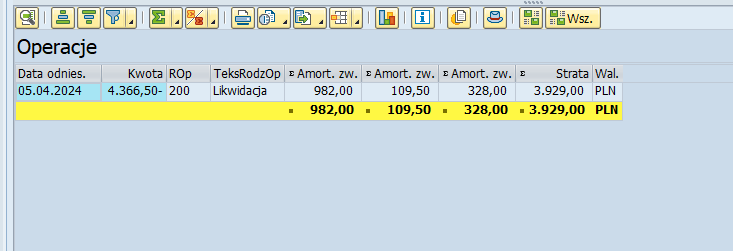 Wsz.
Operacje
Data odnies. Kwota ROp TeksRodzOp Σ Amort. zw. Σ Amort. zw. Σ Amort. zw. Σ Strata Wal.
05.04.2024 4.366,50- 200 Likwidacja 982,00 109,50 328,00 3.929,00 PLN
▪ 982,00 ▪ 109,50 ▪ 328,00 ▪ 3.929,00 PLN